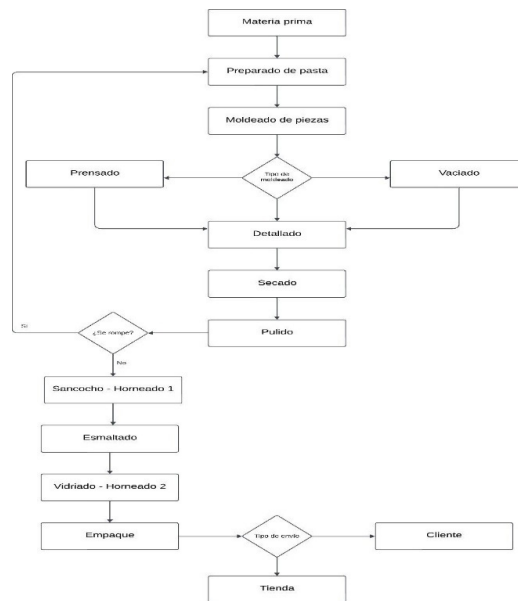 Materia prima
Preparado de pasta
Moldeado de piezas
Tipo de
moldeado
Prensado
Vaciado
Detallado
Secado
Pulido
¿Se rompe?
Si
No
Sancocho - Horneado 1
Esmaltado
Vidriado - Horneado 2
Empaque
Tipo de envío
Cliente
Tienda